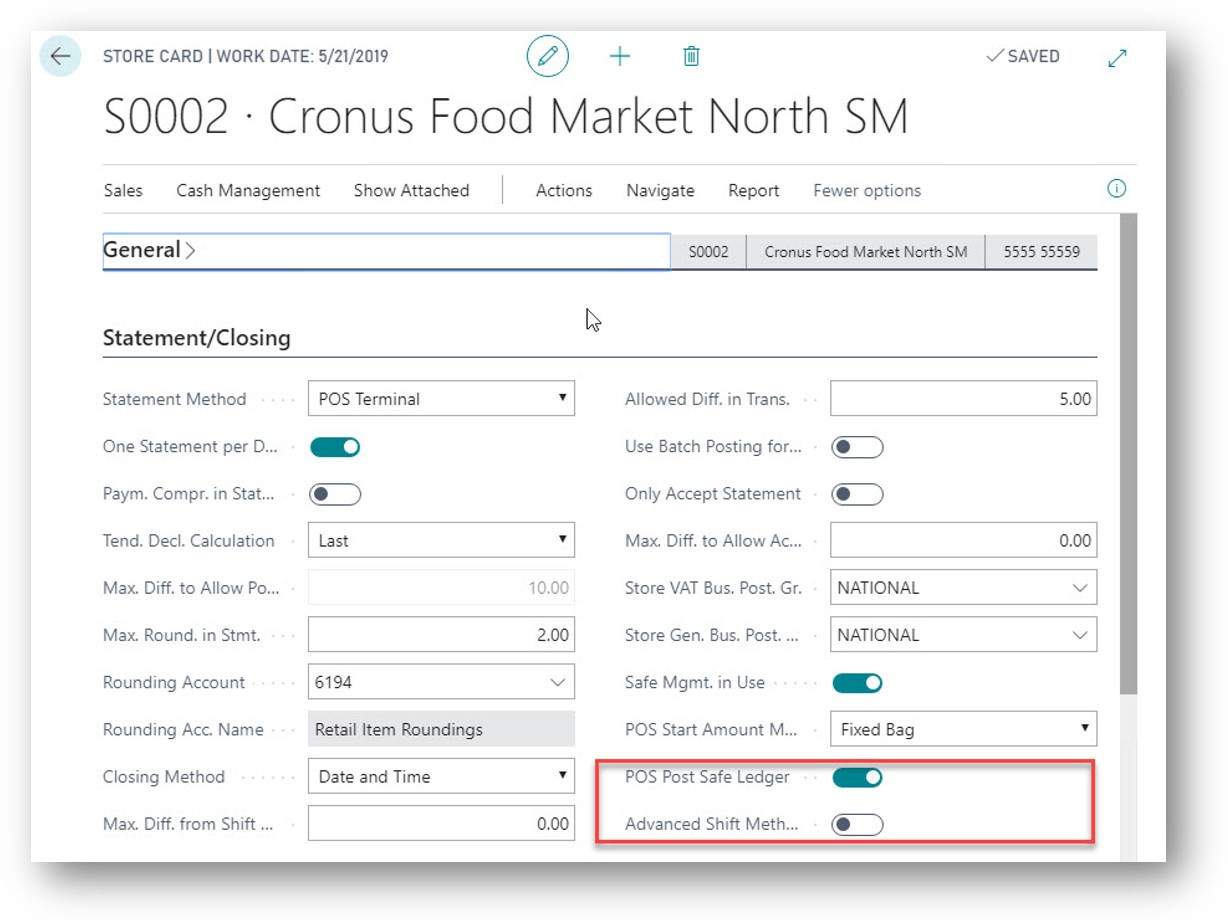 STORE CARD | WORK DATE: 5/21/2019
SAVED
S0002 · Cronus Food Market North SM
Sales Cash Management Show Attached Actions Navigate Report Fewer options
General
S0002 Cronus Food Market North SM 5555 55559
Statement/Closing
Statement Method POS Terminal
One Statement per D...
Paym. Compr. in Stat...
Tend. Decl. Calculation Last
Max. Diff. to Allow Po... 10.00
Max. Round. in Stmt. 2.00
Rounding Account 6194
Rounding Acc. Name Retail Item Roundings
Closing Method Date and Time
Max. Diff. from Shift ... 0.00
Allowed Diff. in Trans. 5.00
Use Batch Posting for...
Only Accept Statement
Max. Diff. to Allow Ac... 0.00
Store VAT Bus. Post. Gr. NATIONAL
Store Gen. Bus. Post. ... NATIONAL
Safe Mgmt. in Use
POS Start Amount M... Fixed Bag
POS Post Safe Ledger
Advanced Shift Meth...